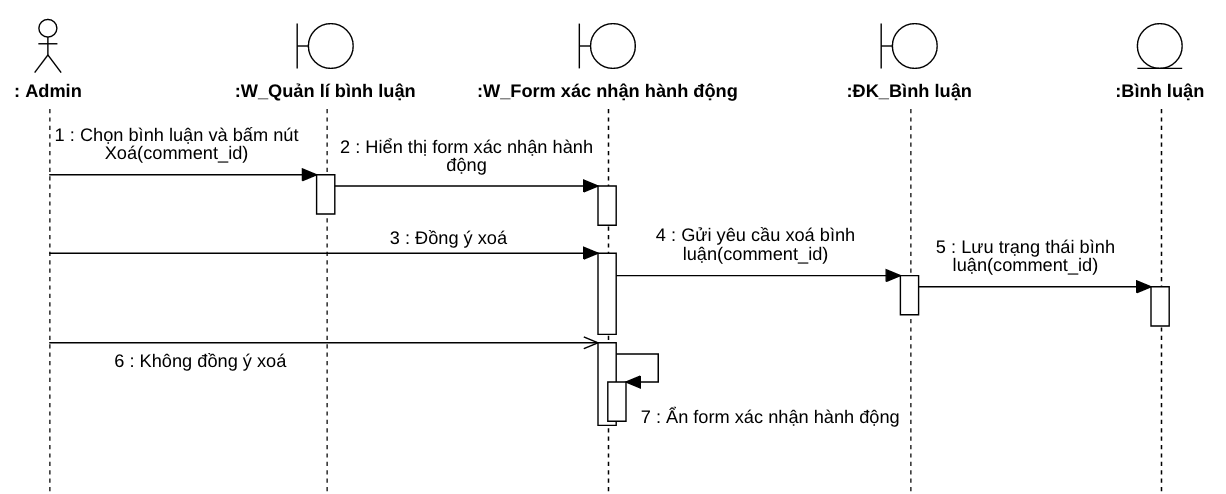 : Admin
:W_Quản lí bình luận
:W_Form xác nhận hành động
:ĐK_Bình luận
:Bình luận
1 : Chọn bình luận và bấm nút
Xoá(comment_id)
2 : Hiển thị form xác nhận hành
động
3 : Đồng ý xoá
4 : Gửi yêu cầu xoá bình
luận(comment_id)
5 : Lưu trạng thái bình
luận(comment_id)
6 : Không đồng ý xoá
7 : Ẩn form xác nhận hành động